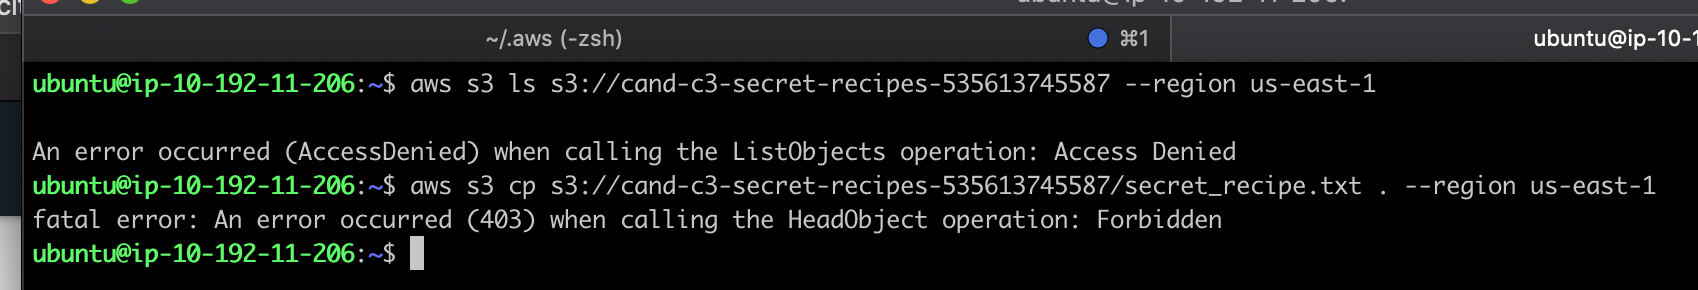 ~/.aws (-zsh)
⌘1
ubuntu@ip-10-1
ubuntu@ip-10-192-11-206:~$ aws s3 ls s3://cand-c3-secret-recipes-535613745587 --region us-east-1
An error occurred (AccessDenied) when calling the ListObjects operation: Access Denied
ubuntu@ip-10-192-11-206:~$ aws s3 cp s3://cand-c3-secret-recipes-535613745587/secret_recipe.txt . --region us-east-1
fatal error: An error occurred (403) when calling the HeadObject operation: Forbidden
ubuntu@ip-10-192-11-206:~$